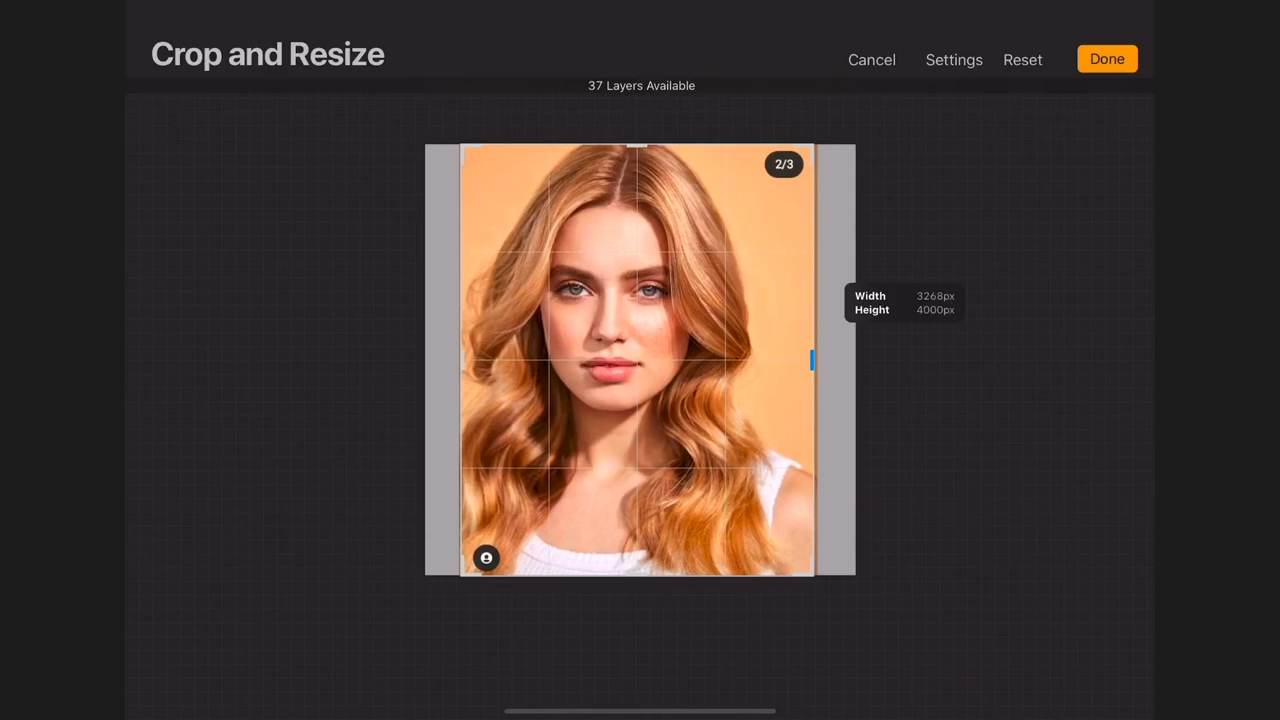 Crop and Resize
Cancel
Settings
Reset
Done
37 Layers Available
2/3
Width 3268px
Height 4000px